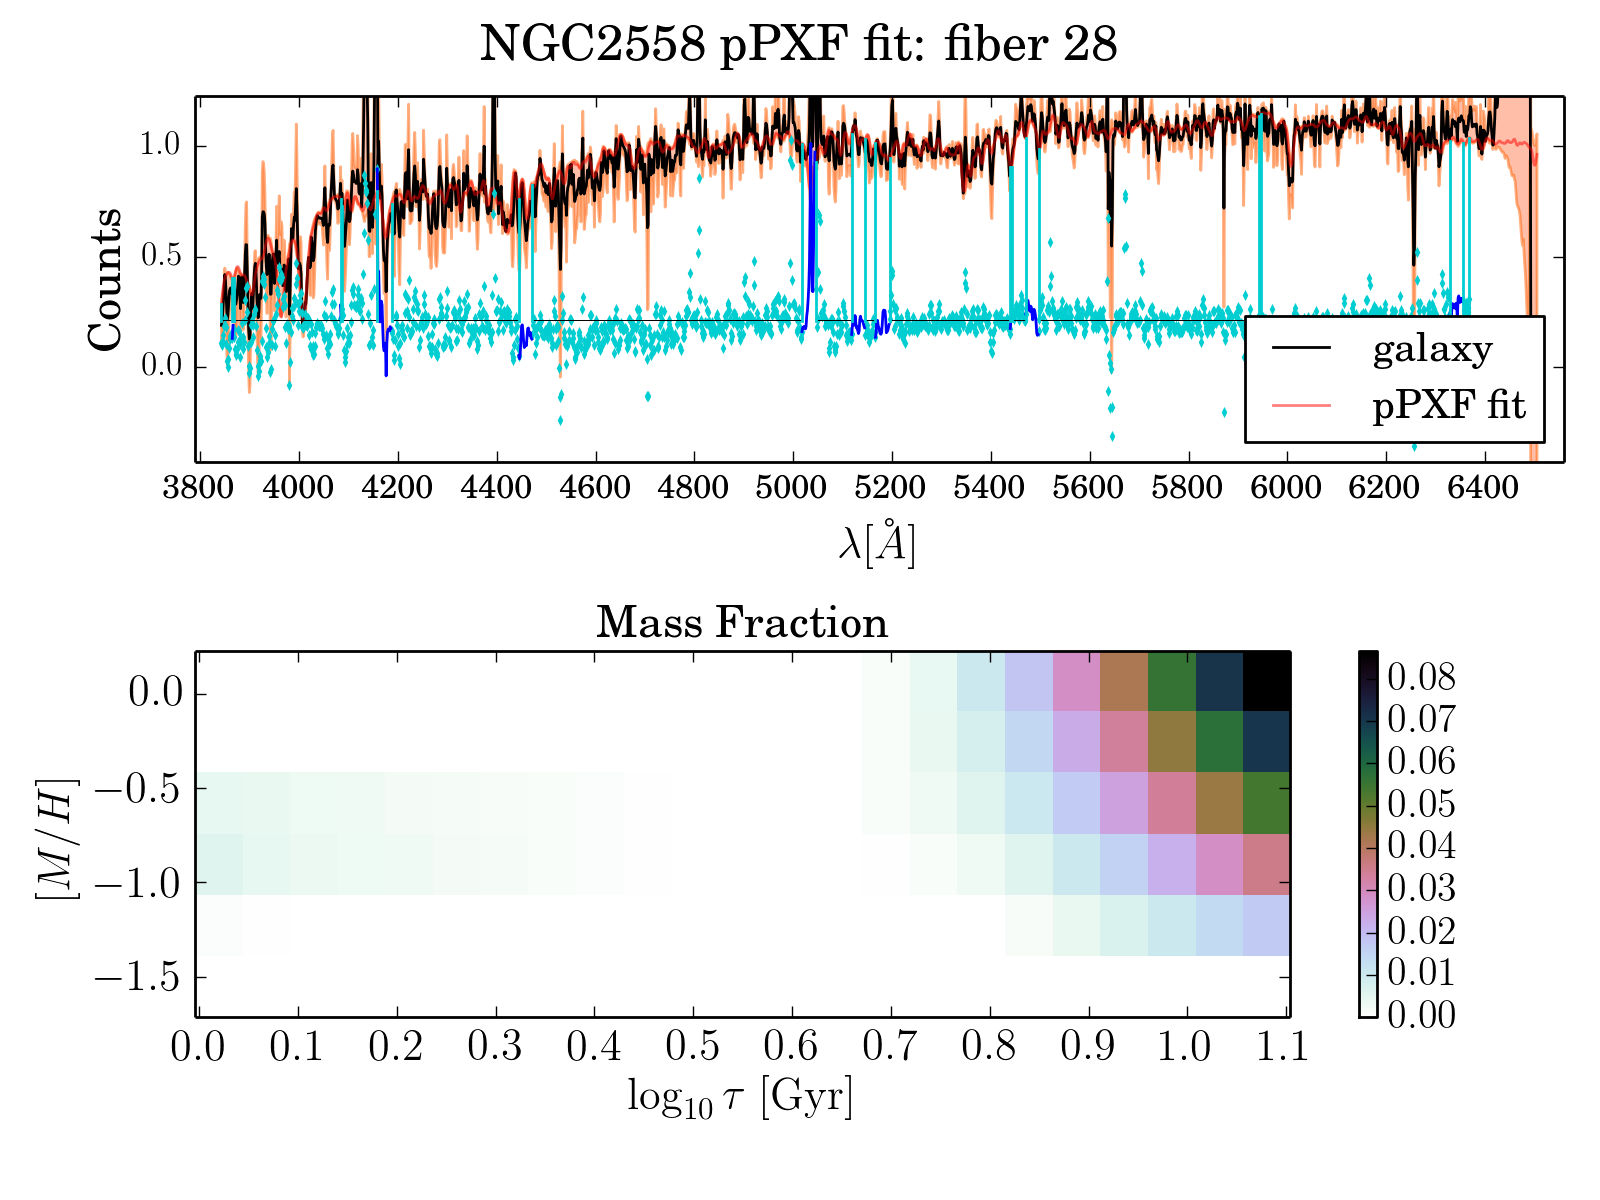 NGC2558 pPXF fit: fiber 28
Counts
1.0
0.5
0.0
galaxy
pPXF fit
3800 4000 4200 4400 4600 4800 5000 5200 5400 5600 5800 6000 6200 6400
λ[Å]
Mass Fraction
[M/H]
0.0
−0.5
−1.0
−1.5
0.0 0.1 0.2 0.3 0.4 0.5 0.6 0.7 0.8 0.9 1.0 1.1
log₁₀ τ [Gyr]
0.08
0.07
0.06
0.05
0.04
0.03
0.02
0.01
0.00